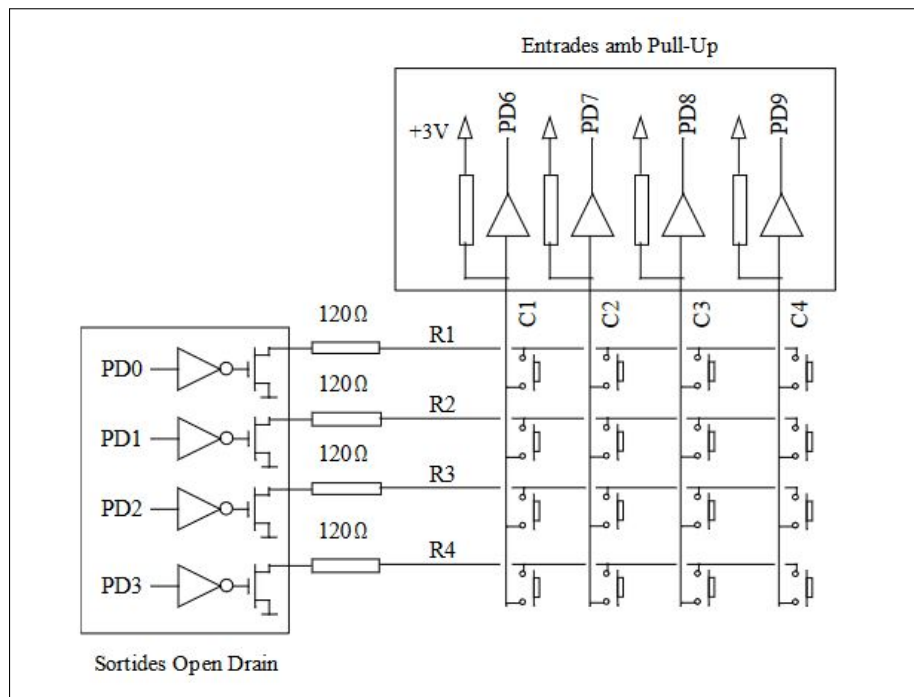 Entrades amb Pull-Up
+3V
PD6
PD7
PD8
PD9
C1
C2
C3
C4
120Ω
R1
PD0
120Ω
R2
PD1
120Ω
R3
PD2
120Ω
R4
PD3
Sortides Open Drain